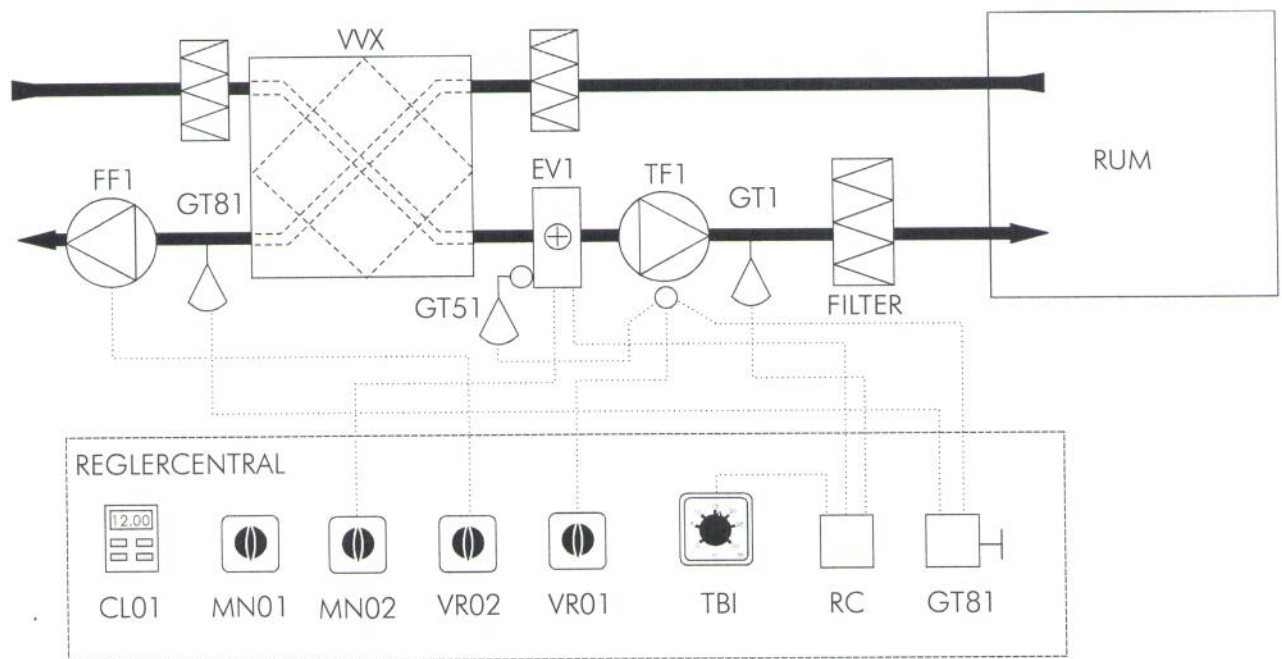 VVX
RUM
FF1
GT81
EV1
TF1
GT1
GT51
FILTER
REGLERCENTRAL
12.00
CL01 MN01 MN02 VR02 VR01 TBI RC GT81